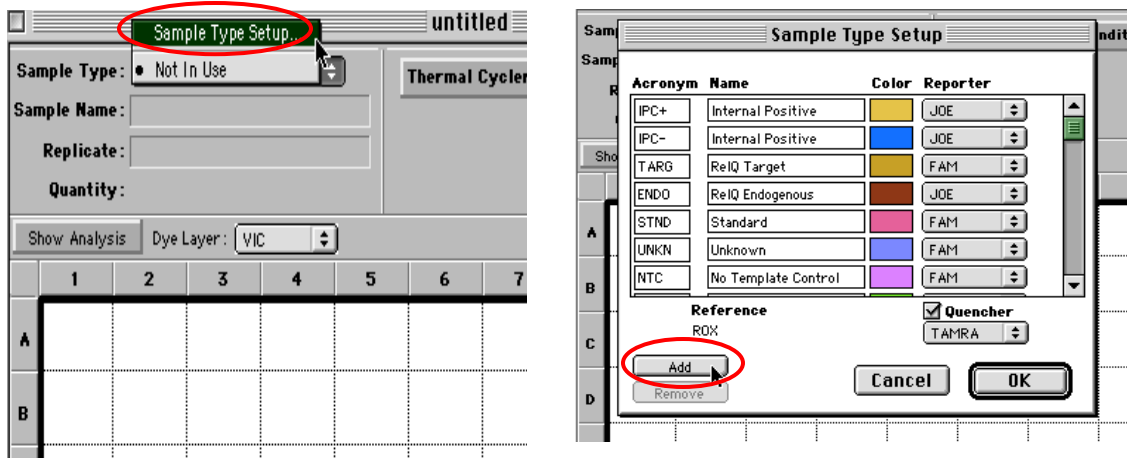 untitled
Sample Type Setup...
Sample Type: • Not In Use
Thermal Cycler
Sample Name:
Replicate:
Quantity:
Show Analysis Dye Layer: VIC
1 2 3 4 5 6 7
A
B
Sample Type Setup
Acronym Name Color Reporter
IPC+ Internal Positive JOE
IPC- Internal Positive JOE
TARG RelQ Target FAM
ENDO RelQ Endogenous JOE
STND Standard FAM
UNKN Unknown FAM
NTC No Template Control FAM
Reference Quencher
ROX TAMRA
Add
Remove
Cancel OK
A
B
C
D